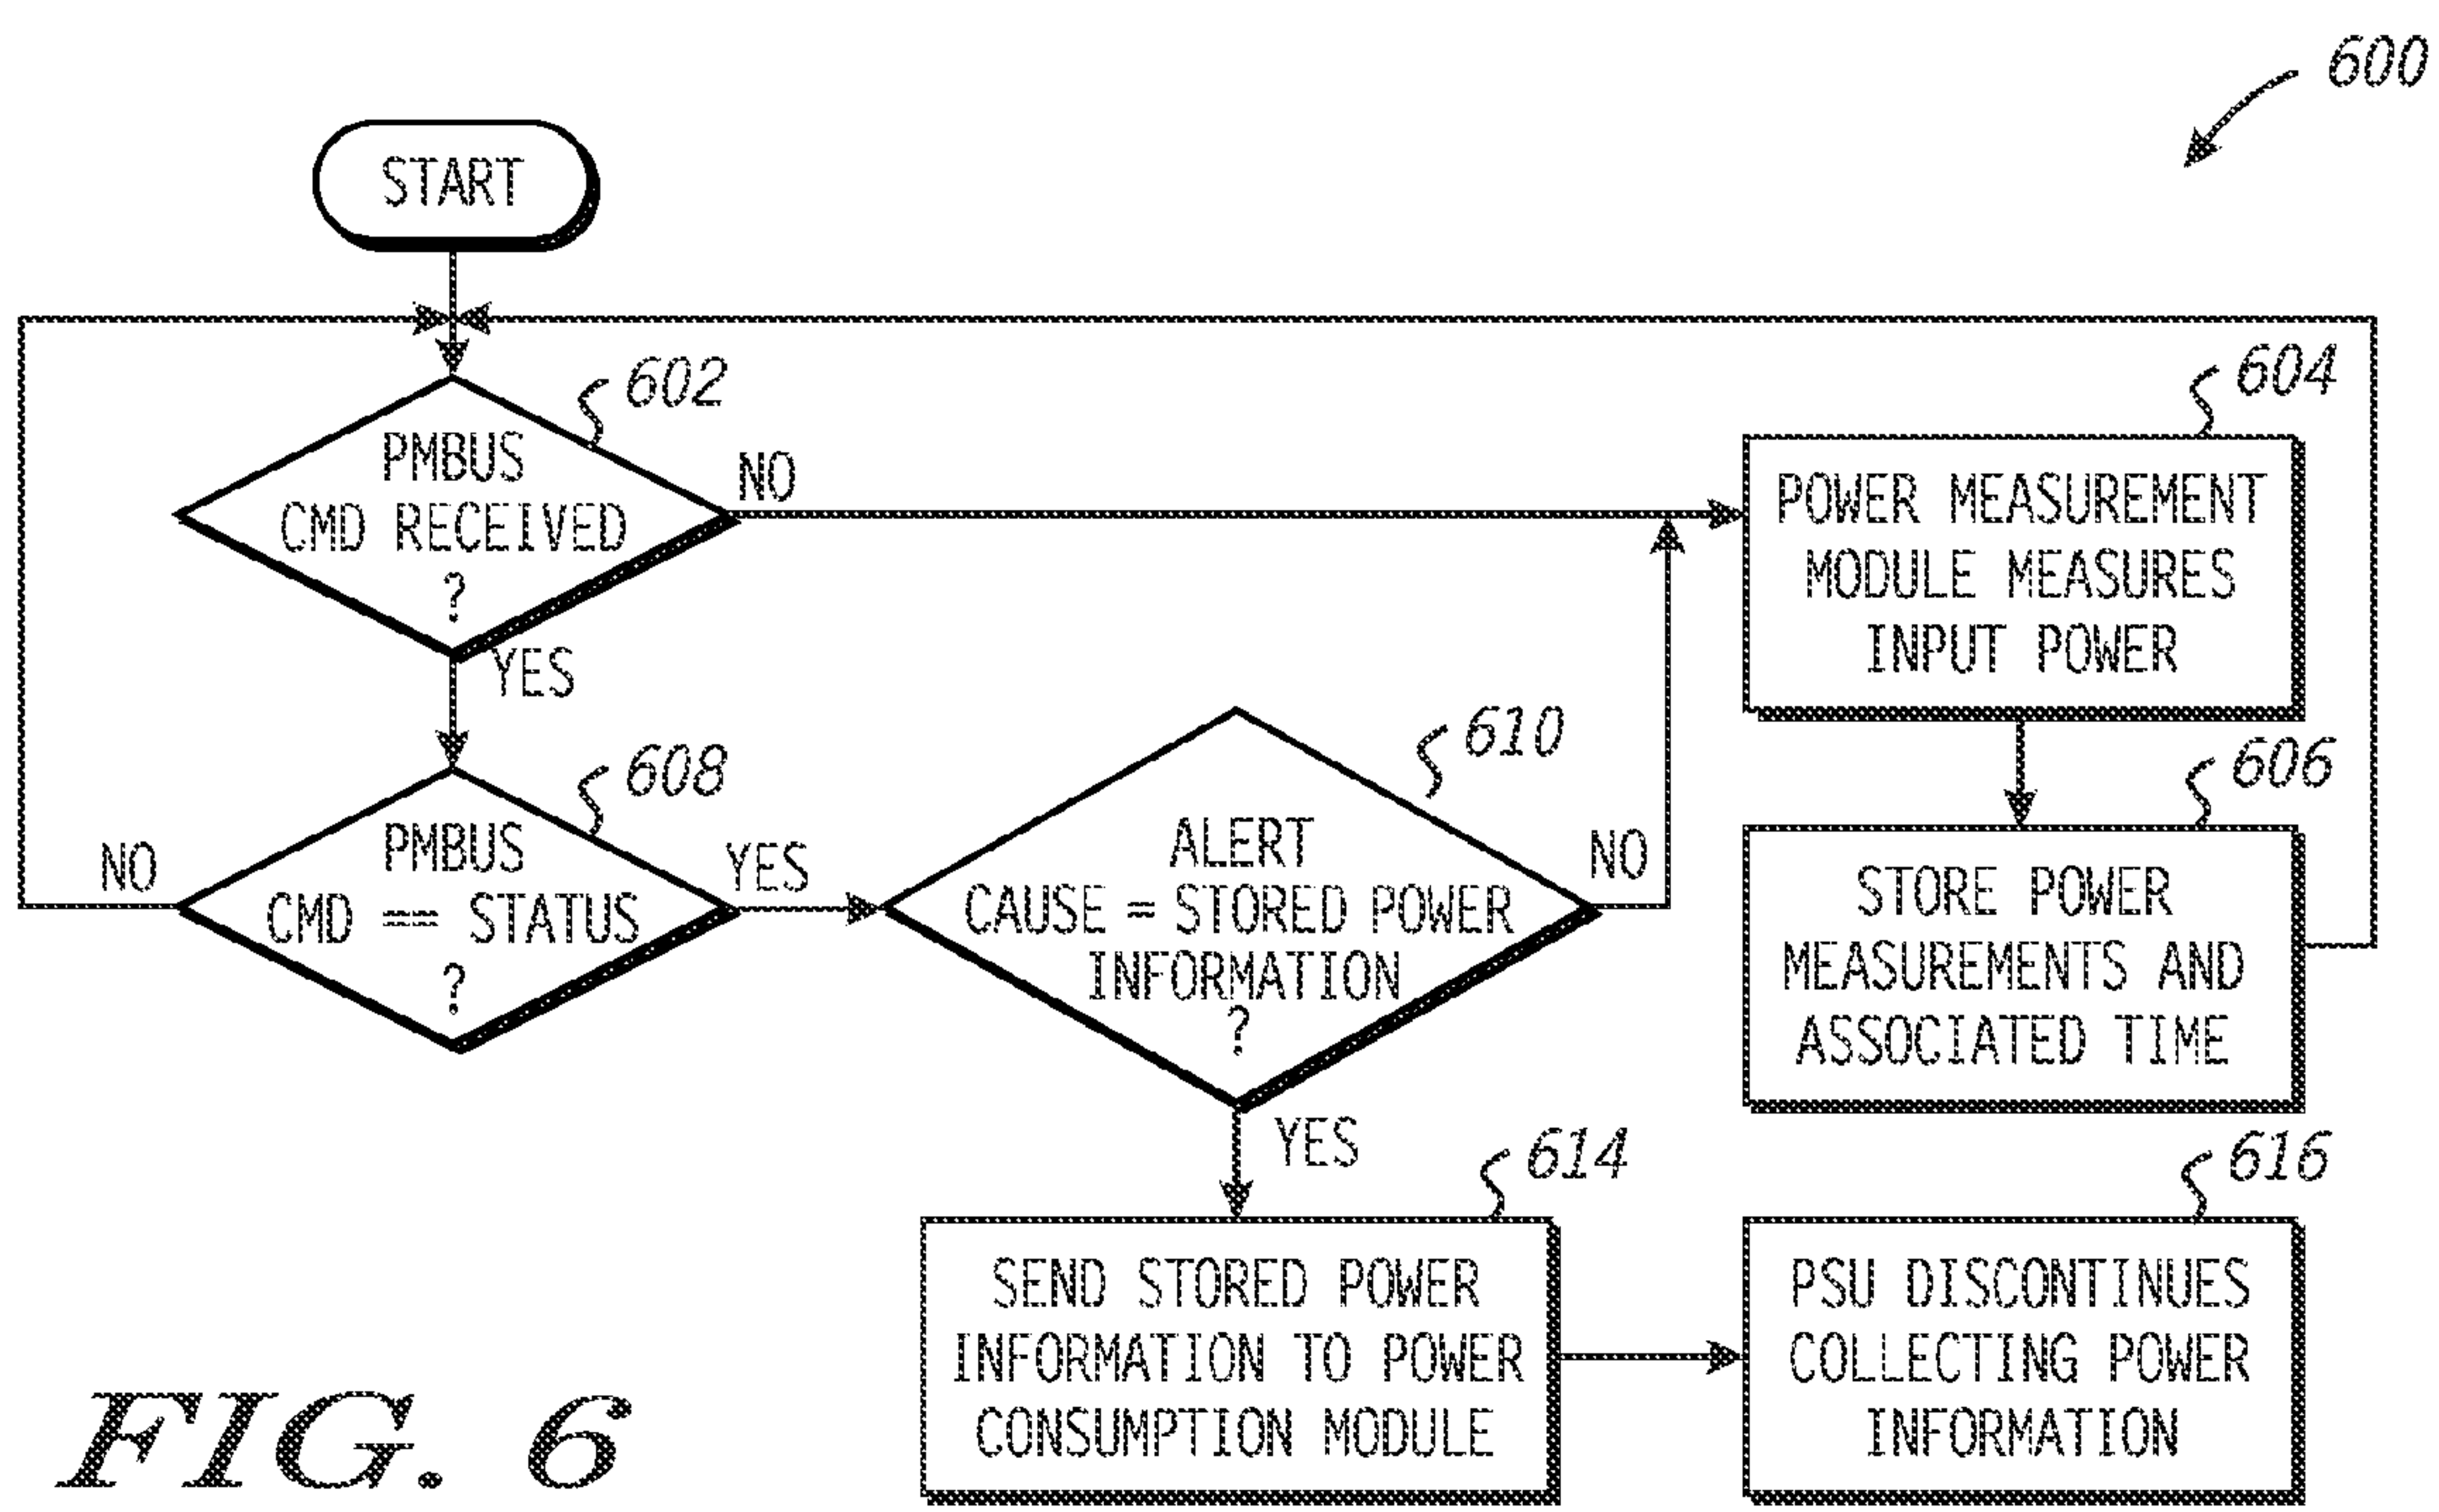 600
START
602
PMBUS
CMD RECEIVED
?
NO
YES
604
POWER MEASUREMENT
MODULE MEASURES
INPUT POWER
606
STORE POWER
MEASUREMENTS AND
ASSOCIATED TIME
608
PMBUS
CMD == STATUS
?
NO
YES
610
ALERT
CAUSE = STORED POWER
INFORMATION
?
NO
YES
614
SEND STORED POWER
INFORMATION TO POWER
CONSUMPTION MODULE
616
PSU DISCONTINUES
COLLECTING POWER
INFORMATION
FIG. 6